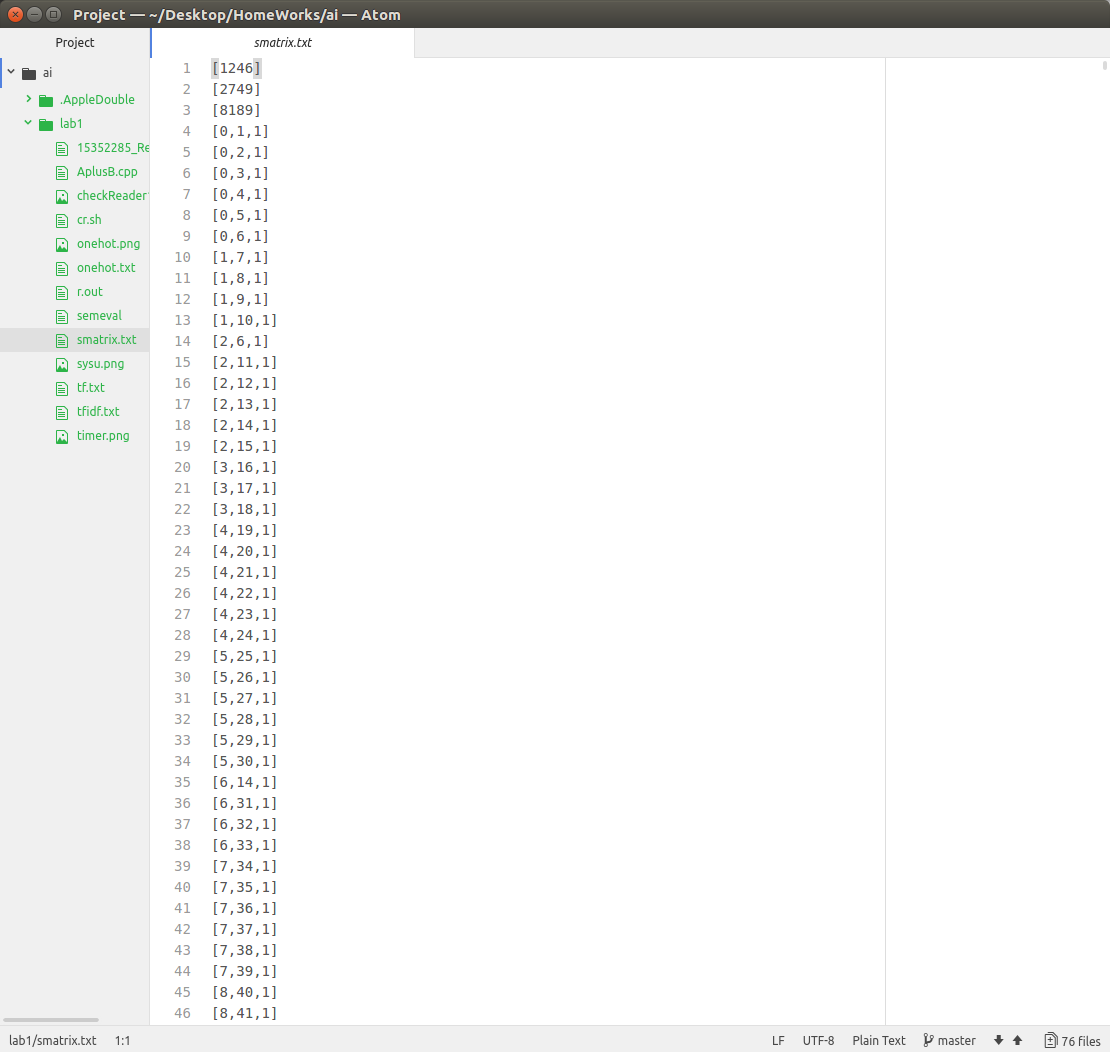 Project — ~/Desktop/HomeWorks/ai — Atom
Project
smatrix.txt
ai
.AppleDouble
lab1
15352285_Re
AplusB.cpp
checkReader
cr.sh
onehot.png
onehot.txt
r.out
semeval
smatrix.txt
sysu.png
tf.txt
tfidf.txt
timer.png
1 [1246]
2 [2749]
3 [8189]
4 [0,1,1]
5 [0,2,1]
6 [0,3,1]
7 [0,4,1]
8 [0,5,1]
9 [0,6,1]
10 [1,7,1]
11 [1,8,1]
12 [1,9,1]
13 [1,10,1]
14 [2,6,1]
15 [2,11,1]
16 [2,12,1]
17 [2,13,1]
18 [2,14,1]
19 [2,15,1]
20 [3,16,1]
21 [3,17,1]
22 [3,18,1]
23 [4,19,1]
24 [4,20,1]
25 [4,21,1]
26 [4,22,1]
27 [4,23,1]
28 [4,24,1]
29 [5,25,1]
30 [5,26,1]
31 [5,27,1]
32 [5,28,1]
33 [5,29,1]
34 [5,30,1]
35 [6,14,1]
36 [6,31,1]
37 [6,32,1]
38 [6,33,1]
39 [7,34,1]
40 [7,35,1]
41 [7,36,1]
42 [7,37,1]
43 [7,38,1]
44 [7,39,1]
45 [8,40,1]
46 [8,41,1]
lab1/smatrix.txt 1:1 LF UTF-8 Plain Text master 76 files